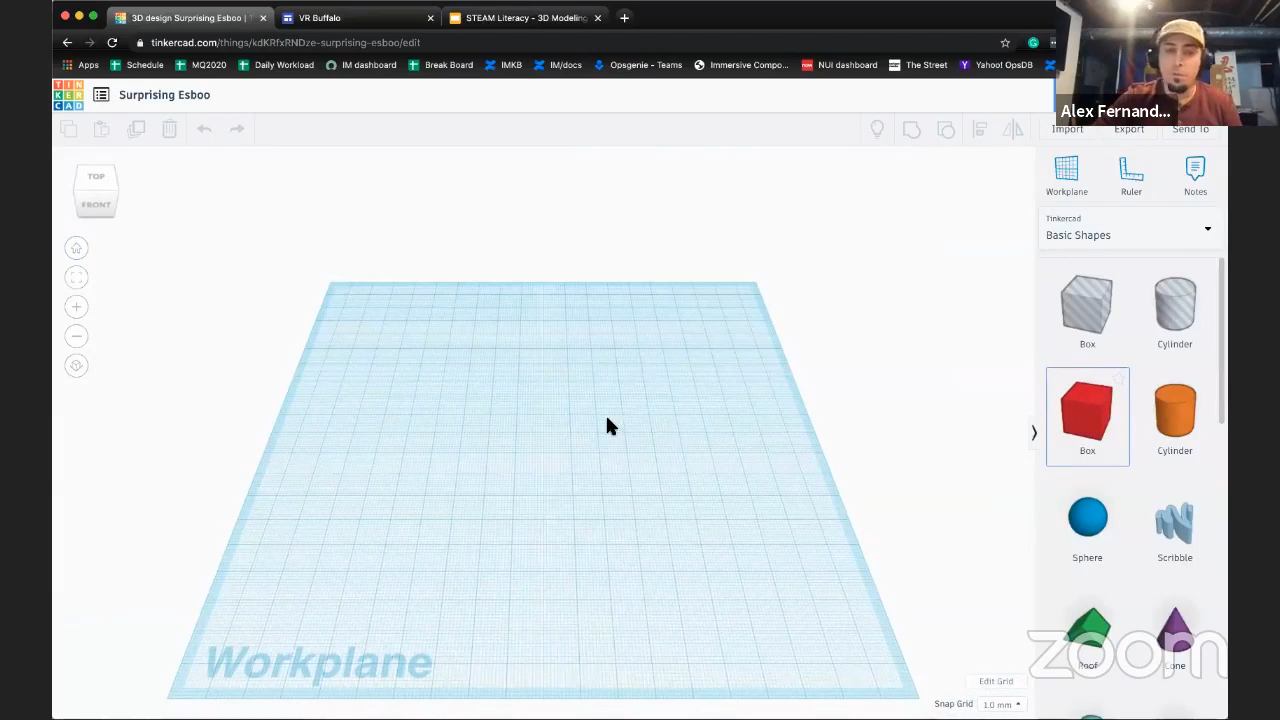 3D design Surprising Esboo | T
VR Buffalo
STEAM Literacy - 3D Modeling
tinkercad.com/things/kdKRfxRNDze-surprising-esboo/edit
Apps
Schedule
MQ2020
Daily Workload
IM dashboard
Break Board
IMKB
IM/docs
Opsgenie - Teams
Immersive Compo...
NUI dashboard
The Street
Yahoo! OpsDB
Alex Fernand...
TIN
KER
CAD
Surprising Esboo
Import
Export
Send To
TOP
FRONT
Workplane
Ruler
Notes
Tinkercad
Basic Shapes
Box
Cylinder
Box
Cylinder
Sphere
Scribble
Roof
Cone
Workplane
Edit Grid
Snap Grid
1.0 mm
zoom